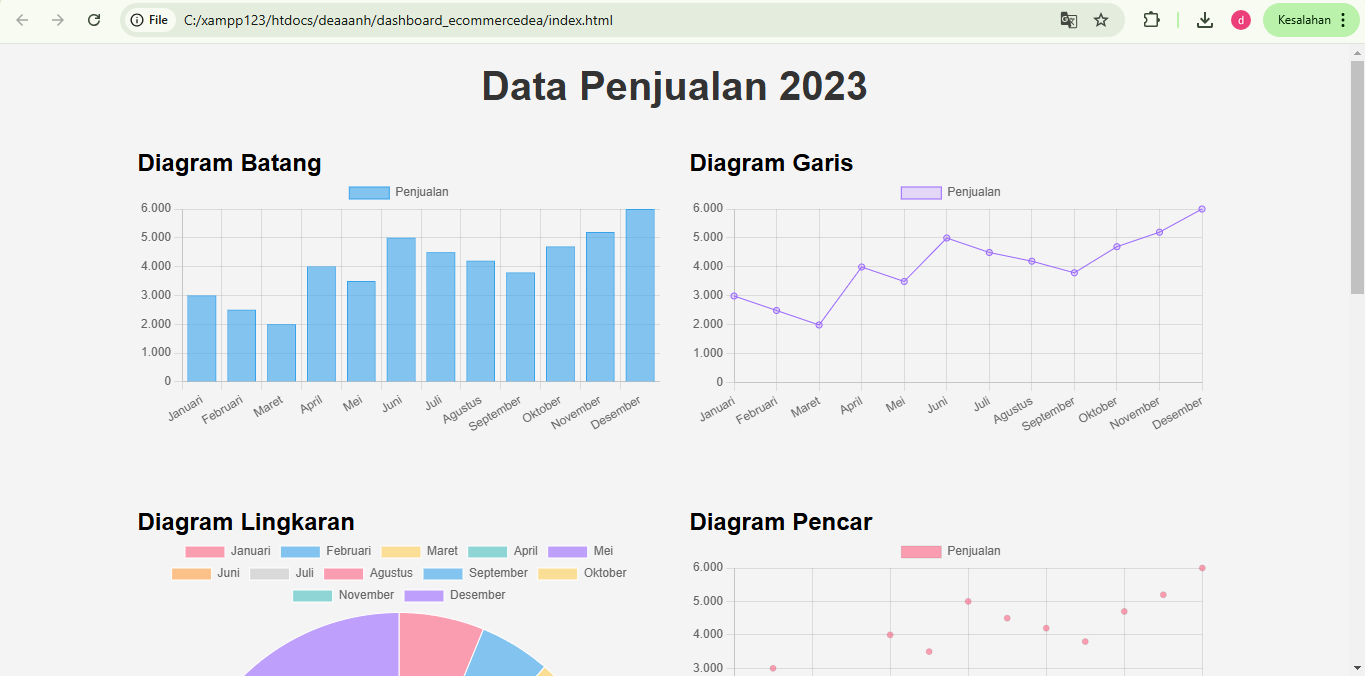 File C:/xampp123/htdocs/deaaanh/dashboard_ecommercedea/index.html d Kesalahan
Data Penjualan 2023
Diagram Batang
Penjualan
6.000
5.000
4.000
3.000
2.000
1.000
0
Januari Februari Maret April Mei Juni Juli Agustus September Oktober November Desember
Diagram Garis
Penjualan
6.000
5.000
4.000
3.000
2.000
1.000
0
Januari Februari Maret April Mei Juni Juli Agustus September Oktober November Desember
Diagram Lingkaran
Januari Februari Maret April Mei
Juni Juli Agustus September Oktober
November Desember
Diagram Pencar
Penjualan
6.000
5.000
4.000
3.000